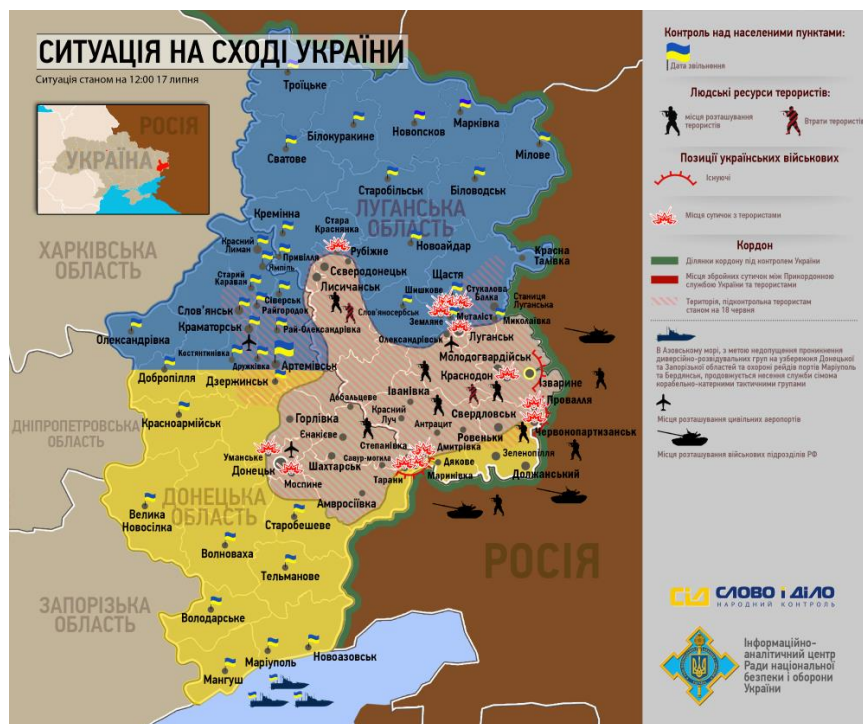 СИТУАЦІЯ НА СХОДІ УКРАЇНИ
Ситуація станом на 12:00 17 липня
РОСІЯ
УКРАЇНА
ХАРКІВСЬКА
ОБЛАСТЬ
ДНІПРОПЕТРОВСЬКА
ОБЛАСТЬ
ЗАПОРІЗЬКА
ОБЛАСТЬ
ЛУГАНСЬКА
ОБЛАСТЬ
ДОНЕЦЬКА
ОБЛАСТЬ
РОСІЯ
Троїцьке
Білокуракине
Новопсков
Марківка
Мілове
Сватове
Старобільськ
Біловодськ
Кремінна
Стара
Краснянка
Рубіжне
Новоайдар
Красна
Талівка
Красний
Лиман
Привілля
Ямпіль
Сєверодонецьк
Лисичанськ
Щастя
Старий
Караван
Шишкове
Стукалова
Балка
Станиця
Луганська
Слов'янськ
Сіверськ
Райгородок
Слов'яносербськ
Земляне
Металіст
Миколаївка
Олександрівка
Краматорськ
Рай-Олександрівка
Олександрівськ
Луганськ
Костянтинівка
Дружківка
Артемівськ
Молодогвардійськ
Добропілля
Дзержинськ
Краснодон
Ізварине
Красноармійськ
Дебальцеве
Іванівка
Провалля
Горлівка
Красний
Луч
Антрацит
Свердловськ
Червонопартизанськ
Єнакієве
Степанівка
Ровеньки
Уманське
Донецьк
Шахтарськ
Савур-могила
Дмитрівка
Зеленопілля
Моспине
Тарани
Маринівка
Дякове
Должанський
Амвросіївка
Велика
Новосілка
Старобешеве
Волноваха
Тельманове
Володарське
Маріуполь
Новоазовськ
Мангуш
Контроль над населеними пунктами:
Дата звільнення
Людські ресурси терористів:
місця розташування
терористів
Втрати терористів
Позиції українських військових
Існуючі
Місця сутичок з терористами
Кордон
Ділянки кордону під контролем України
Місця збройних сутичок між Прикордонною
службою України та терористами
Територія, підконтрольна терористам
станом на 18 червня
В Азовському морі, з метою недопущення проникнення
диверсійно-розвідувальних груп на узбереження Донецької
та Запорізької областей та охороні рейдів портів Маріуполь
та Бердянськ, продовжується несення служби сімома
корабельно-катерними тактичними групами
Місця розташування цивільних аеропортів
Місця розташування військових підрозділів РФ
СІД СЛОВО І ДІЛО
НАРОДНИЙ КОНТРОЛЬ
Інформаційно-
аналітичний центр
Ради національної
безпеки і оборони
України